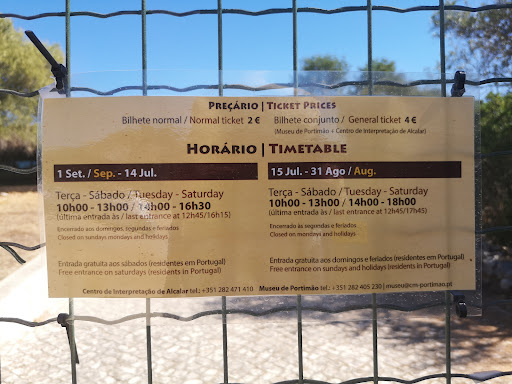 Preçário | Ticket Prices
Bilhete normal / Normal ticket 2 €
Bilhete conjunto / General ticket 4 €
(Museu de Portimão + Centro de Interpretação de Alcalar)
Horário | Timetable
1 Set. / Sep. - 14 Jul.
Terça - Sábado / Tuesday - Saturday
10h00 - 13h00 / 14h00 - 16h30
(última entrada às / last entrance at 12h45/16h15)
Encerrado aos domingos, segundas e feriados
Closed on sundays mondays and holidays
Entrada gratuita aos sábados (residentes em Portugal)
Free entrance on saturdays (residents in Portugal)
15 Jul. - 31 Ago / Aug.
Terça - Sábado / Tuesday - Saturday
10h00 - 13h00 / 14h00 - 18h00
(última entrada às / last entrance at 12h45/17h45)
Encerrado às segundas e feriados
Closed on mondays and holidays
Entrada gratuita aos domingos e feriados (residentes em Portugal)
Free entrance on sundays and holidays (residents in Portugal)
Centro de Interpretação de Alcalar tel.: +351 282 471 410 Museu de Portimão tel.: +351 282 405 230 | museu@cm-portimao.pt